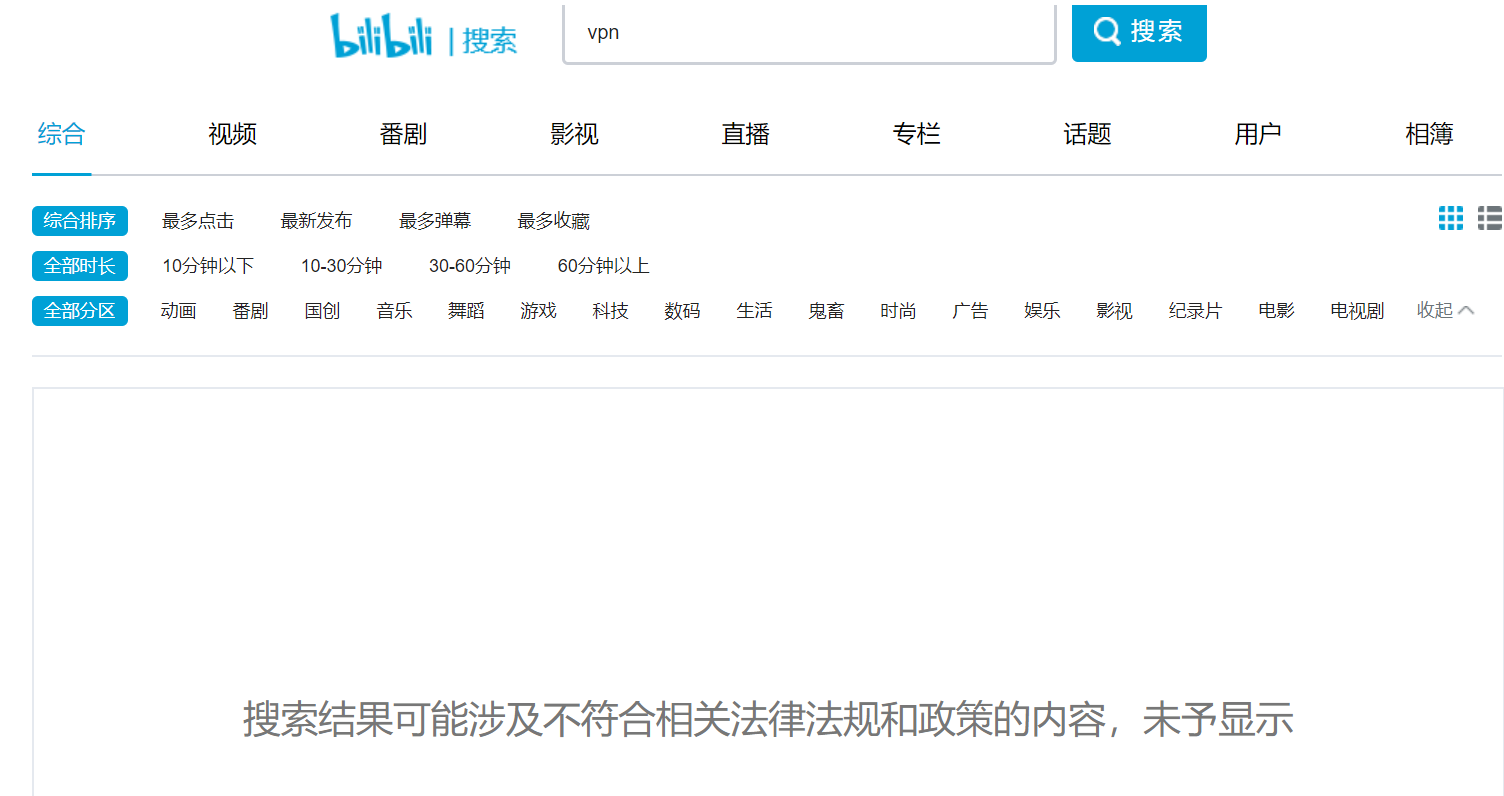 bilibili | 搜索 vpn 搜索
综合 视频 番剧 影视 直播 专栏 话题 用户 相簿
综合排序 最多点击 最新发布 最多弹幕 最多收藏
全部时长 10分钟以下 10-30分钟 30-60分钟 60分钟以上
全部分区 动画 番剧 国创 音乐 舞蹈 游戏 科技 数码 生活 鬼畜 时尚 广告 娱乐 影视 纪录片 电影 电视剧 收起
搜索结果可能涉及不符合相关法律法规和政策的内容，未予显示